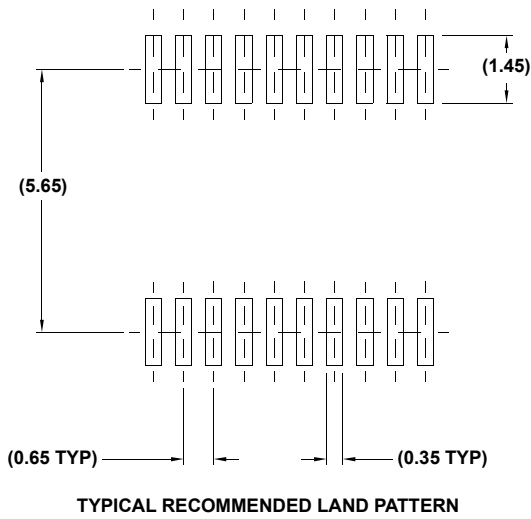 (1.45)
(5.65)
(0.65 TYP)
(0.35 TYP)
TYPICAL RECOMMENDED LAND PATTERN